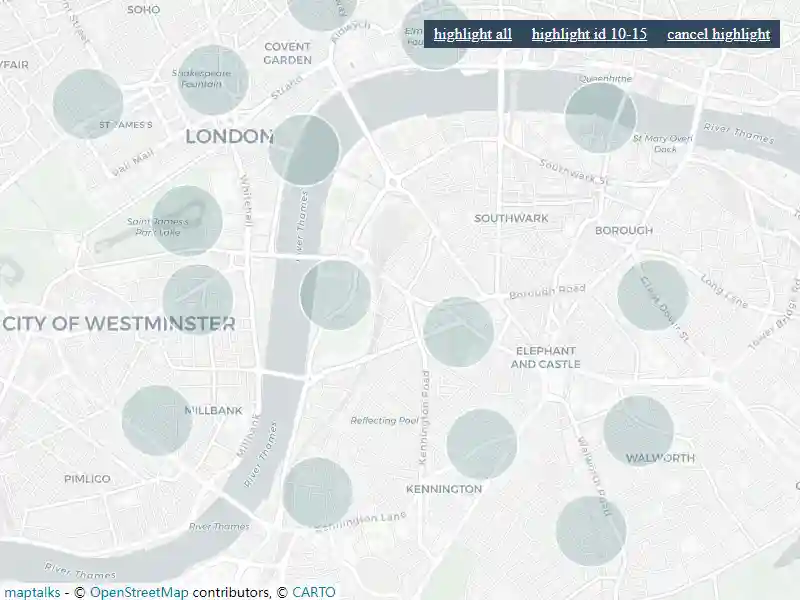 SOHO
COVENT
GARDEN
highlight all highlight id 10-15 cancel highlight
Shakespeare
Fountain
Strand
Queenhithe
ST JAMES'S
LONDON
Pall Mall
St Mary Overi
Dock
River Thames
Southwark St
Whitehall
Saint James's
Park Lake
River Thames
SOUTHWARK
BOROUGH
Borough Road
Long Lane
Great Dover St
Tower Bridge Rd
CITY OF WESTMINSTER
ELEPHANT
AND CASTLE
Kennington Road
MILLBANK
Millbank
Reflecting Pool
River Thames
Walworth Road
WALWORTH
PIMLICO
KENNINGTON
River Thames
Kennington Lane
River Thames
maptalks - © OpenStreetMap contributors, © CARTO